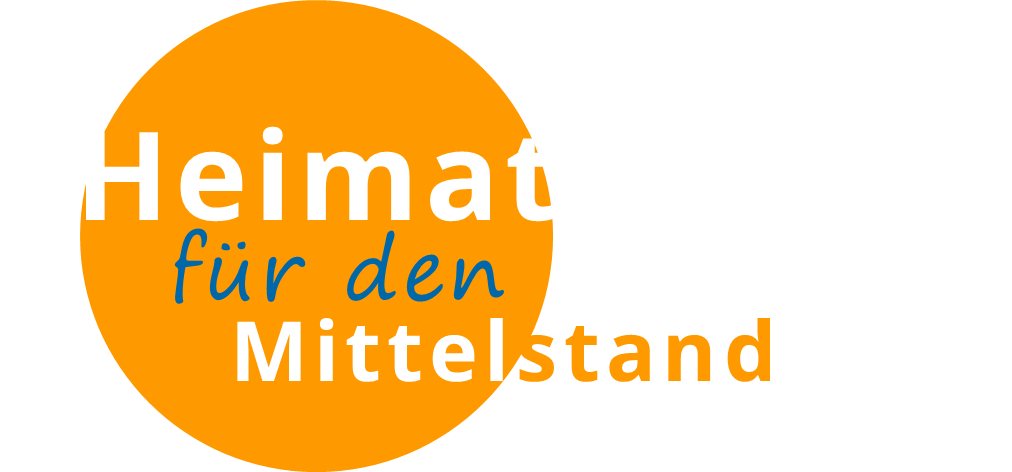 Heimat
für den
Mittelstand